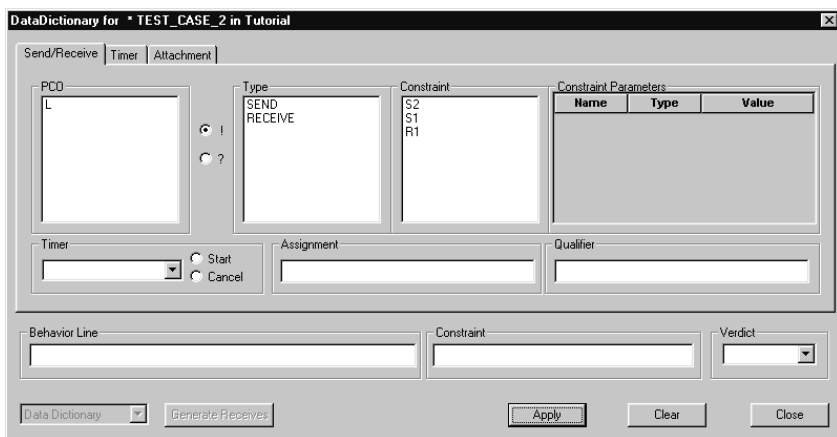 DataDictionary for * TEST_CASE_2 in Tutorial
Send/Receive Timer Attachment
PCO Type Constraint Constraint Parameters
L SEND S2 Name Type Value
RECEIVE S1
! R1
?
Timer Assignment Qualifier
Start
Cancel
Behavior Line Constraint Verdict
Data Dictionary Generate Receives Apply Clear Close